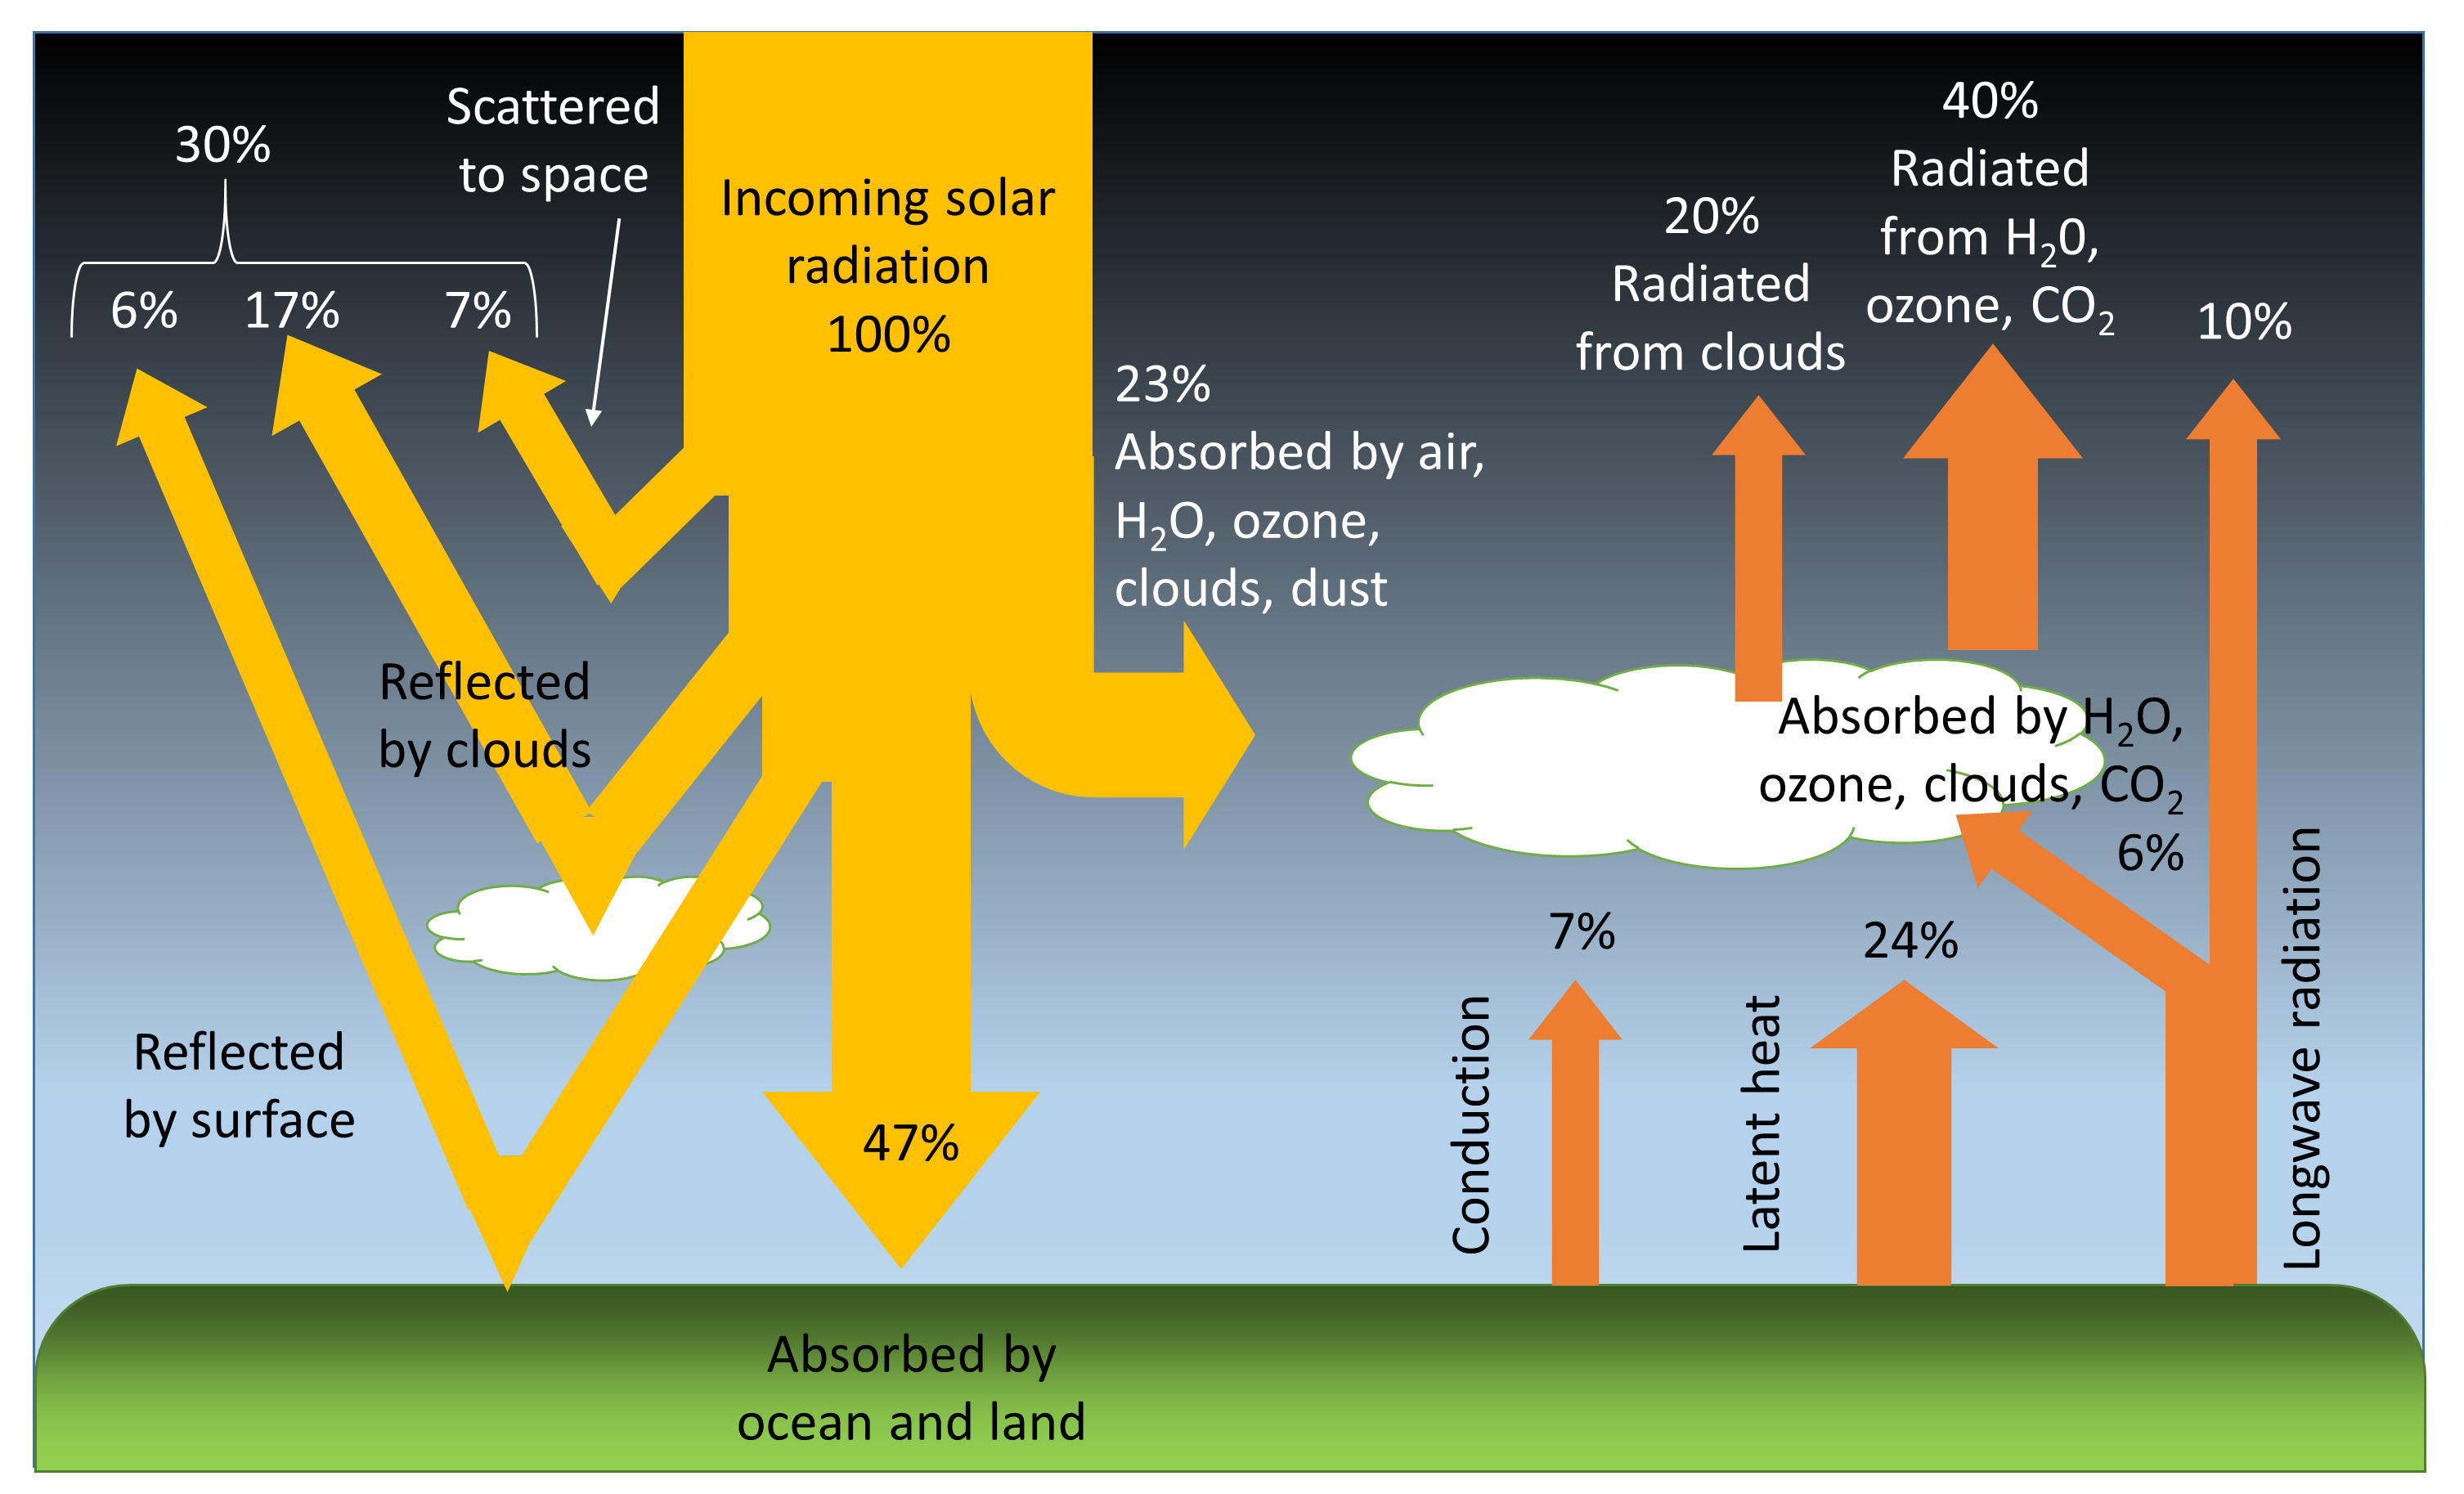 30%
6% 17% 7%
Scattered
to space
Incoming solar
radiation
100%
23%
Absorbed by air,
H₂O, ozone,
clouds, dust
20%
Radiated
from clouds
40%
Radiated
from H₂0,
ozone, CO₂
10%
Reflected
by clouds
Reflected
by surface
47%
Absorbed by H₂O,
ozone, clouds, CO₂
6%
7%
Conduction
24%
Latent heat
Longwave radiation
Absorbed by
ocean and land